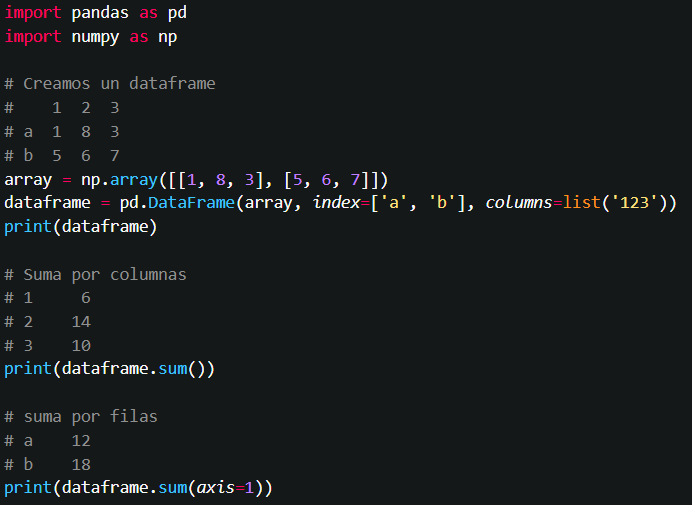 import pandas as pd
import numpy as np
# Creamos un dataframe
#    1  2  3
# a  1  8  3
# b  5  6  7
array = np.array([[1, 8, 3], [5, 6, 7]])
dataframe = pd.DataFrame(array, index=['a', 'b'], columns=list('123'))
print(dataframe)
# Suma por columnas
# 1     6
# 2    14
# 3    10
print(dataframe.sum())
# suma por filas
# a    12
# b    18
print(dataframe.sum(axis=1))